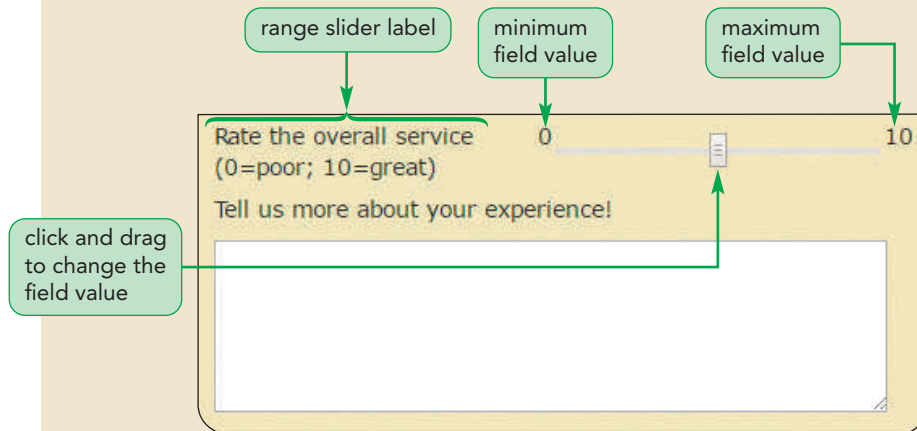 range slider label
minimum
field value
maximum
field value
Rate the overall service
(0=poor; 10=great)
0
10
Tell us more about your experience!
click and drag
to change the
field value